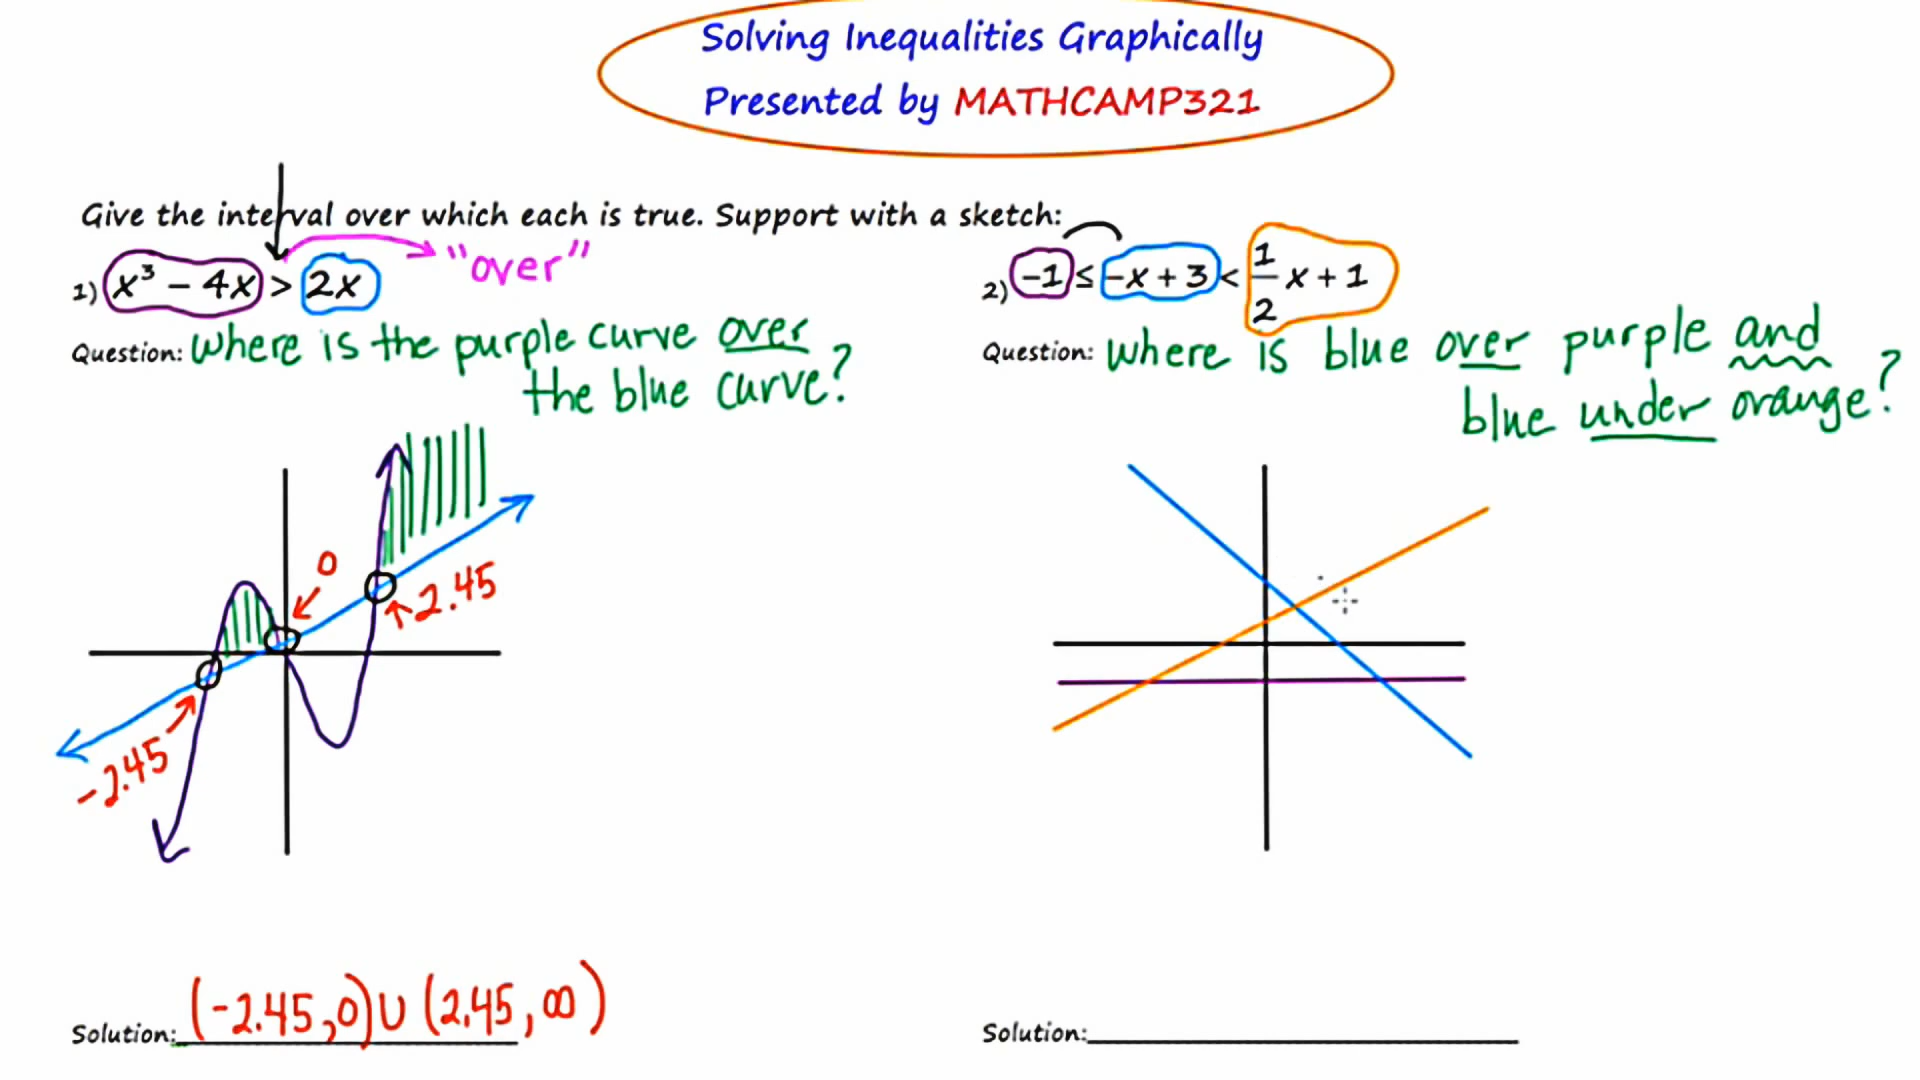 Solving Inequalities Graphically
Presented by MATHCAMP321
Give the interval over which each is true. Support with a sketch:
1) x³ − 4x > 2x
"over"
Question: where is the purple curve over
the blue curve?
0
2.45
-2.45
Solution: (-2.45, 0) ∪ (2.45, ∞)
2) −1 ≤ −x + 3 < 1/2 x + 1
Question: where is blue over purple and
blue under orange?
Solution: